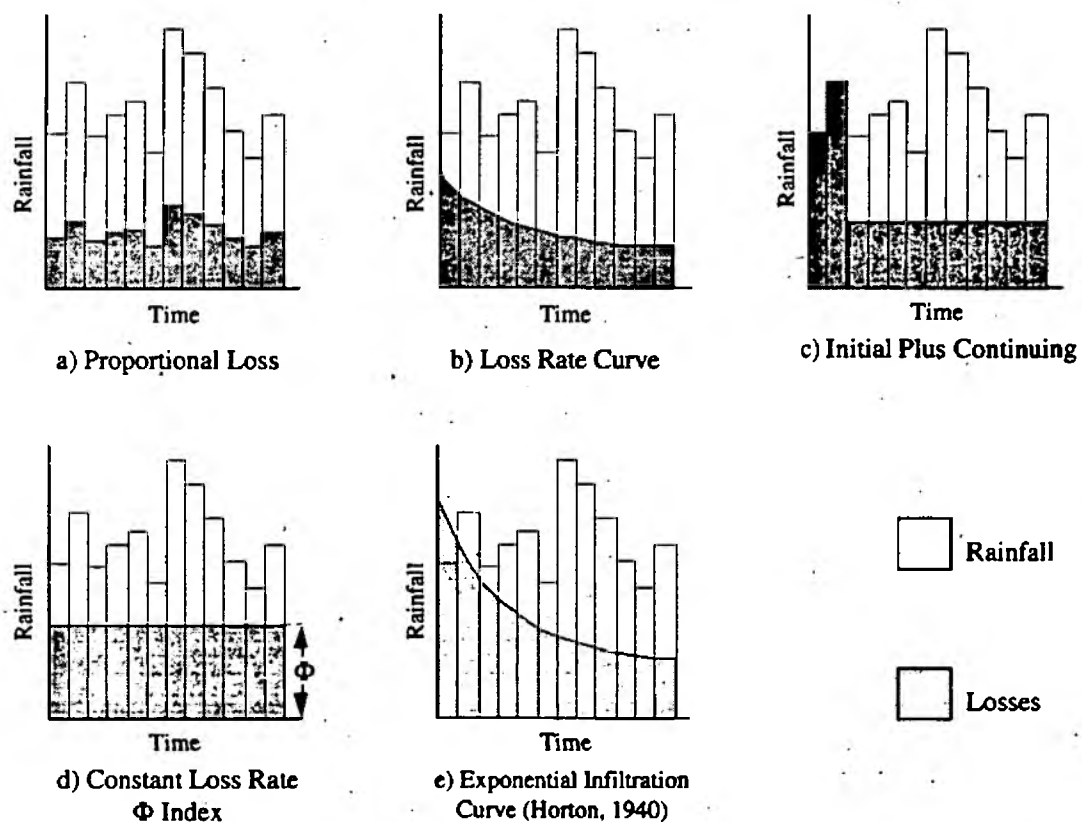 Rainfall
Time
a) Proportional Loss
Rainfall
Time
b) Loss Rate Curve
Rainfall
Time
c) Initial Plus Continuing
Rainfall
Φ
Time
d) Constant Loss Rate
Φ Index
Rainfall
Time
e) Exponential Infiltration
Curve (Horton, 1940)
Rainfall
Losses